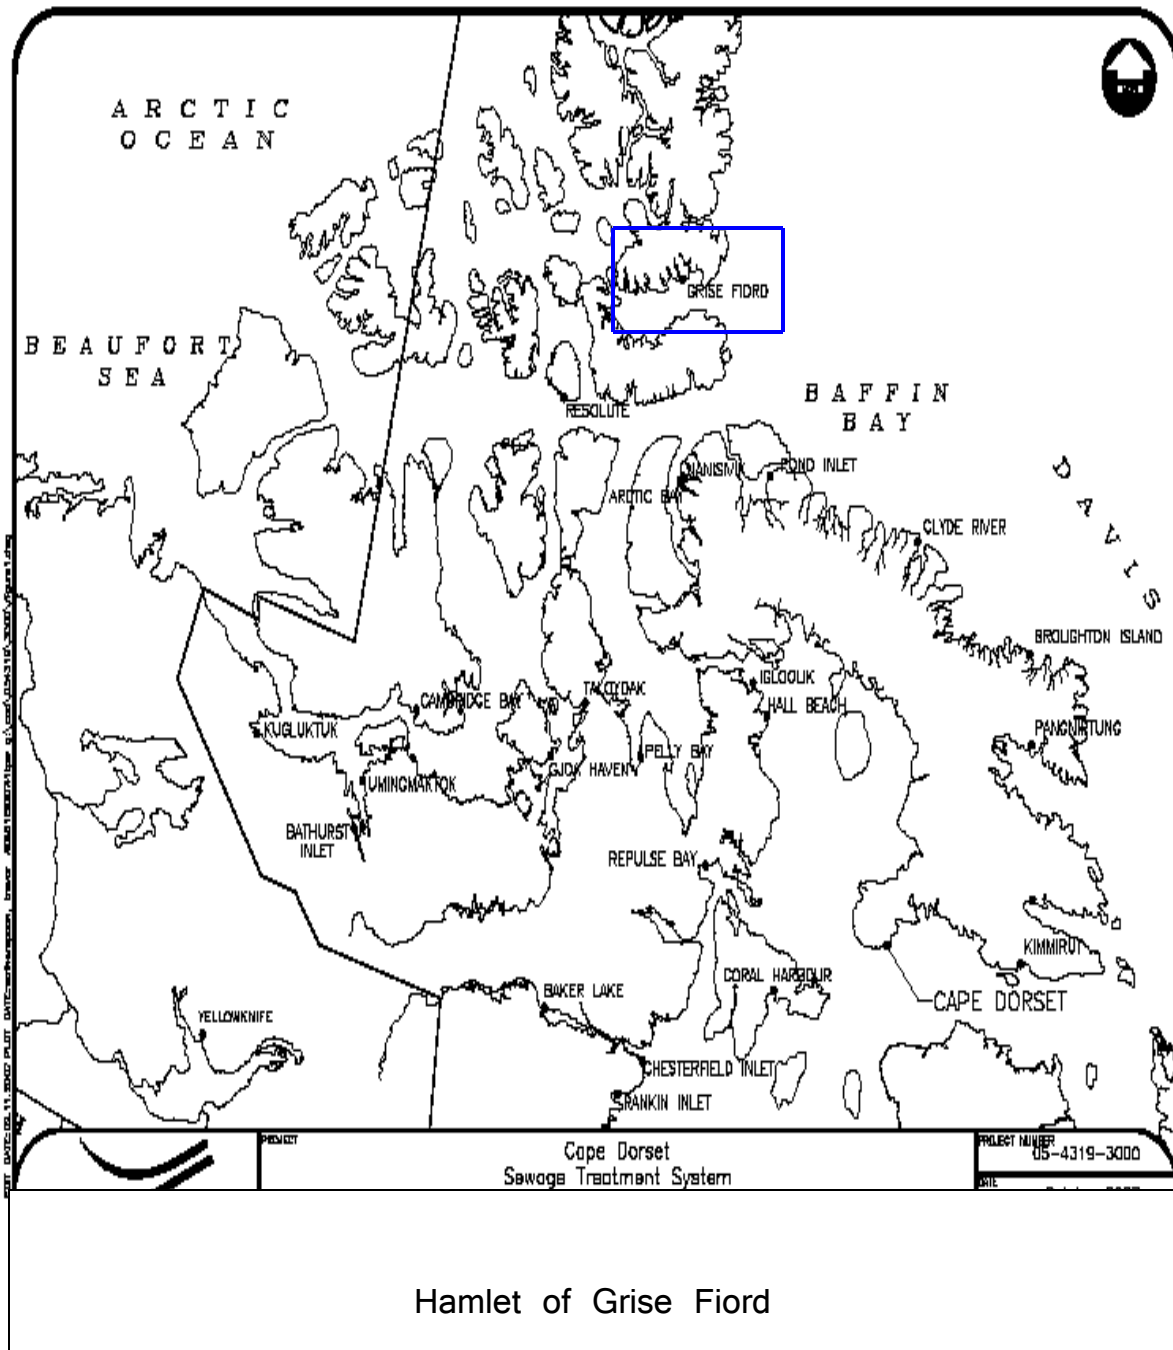 ARCTIC
OCEAN
BEAUFORT
SEA
GRISE FIORD
BAFFIN
BAY
RESOLUTE
NANISIVIK
POND INLET
ARCTIC BAY
DAVIS
CLYDE RIVER
BROUGHTON ISLAND
IGLOOLIK
TALOYOAK
CAMBRIDGE BAY
HALL BEACH
KUGLUKTUK
PANGNIRTUNG
PELLY BAY
GJOA HAVEN
UMINGMAKTOK
BATHURST
INLET
REPULSE BAY
KIMMIRUT
CORAL HARBOUR
BAKER LAKE
CAPE DORSET
YELLOWKNIFE
CHESTERFIELD INLET
RANKIN INLET
PROJECT
Cape Dorset
Sewage Treatment System
PROJECT NUMBER
05-4319-3000
DATE
Hamlet of Grise Fiord